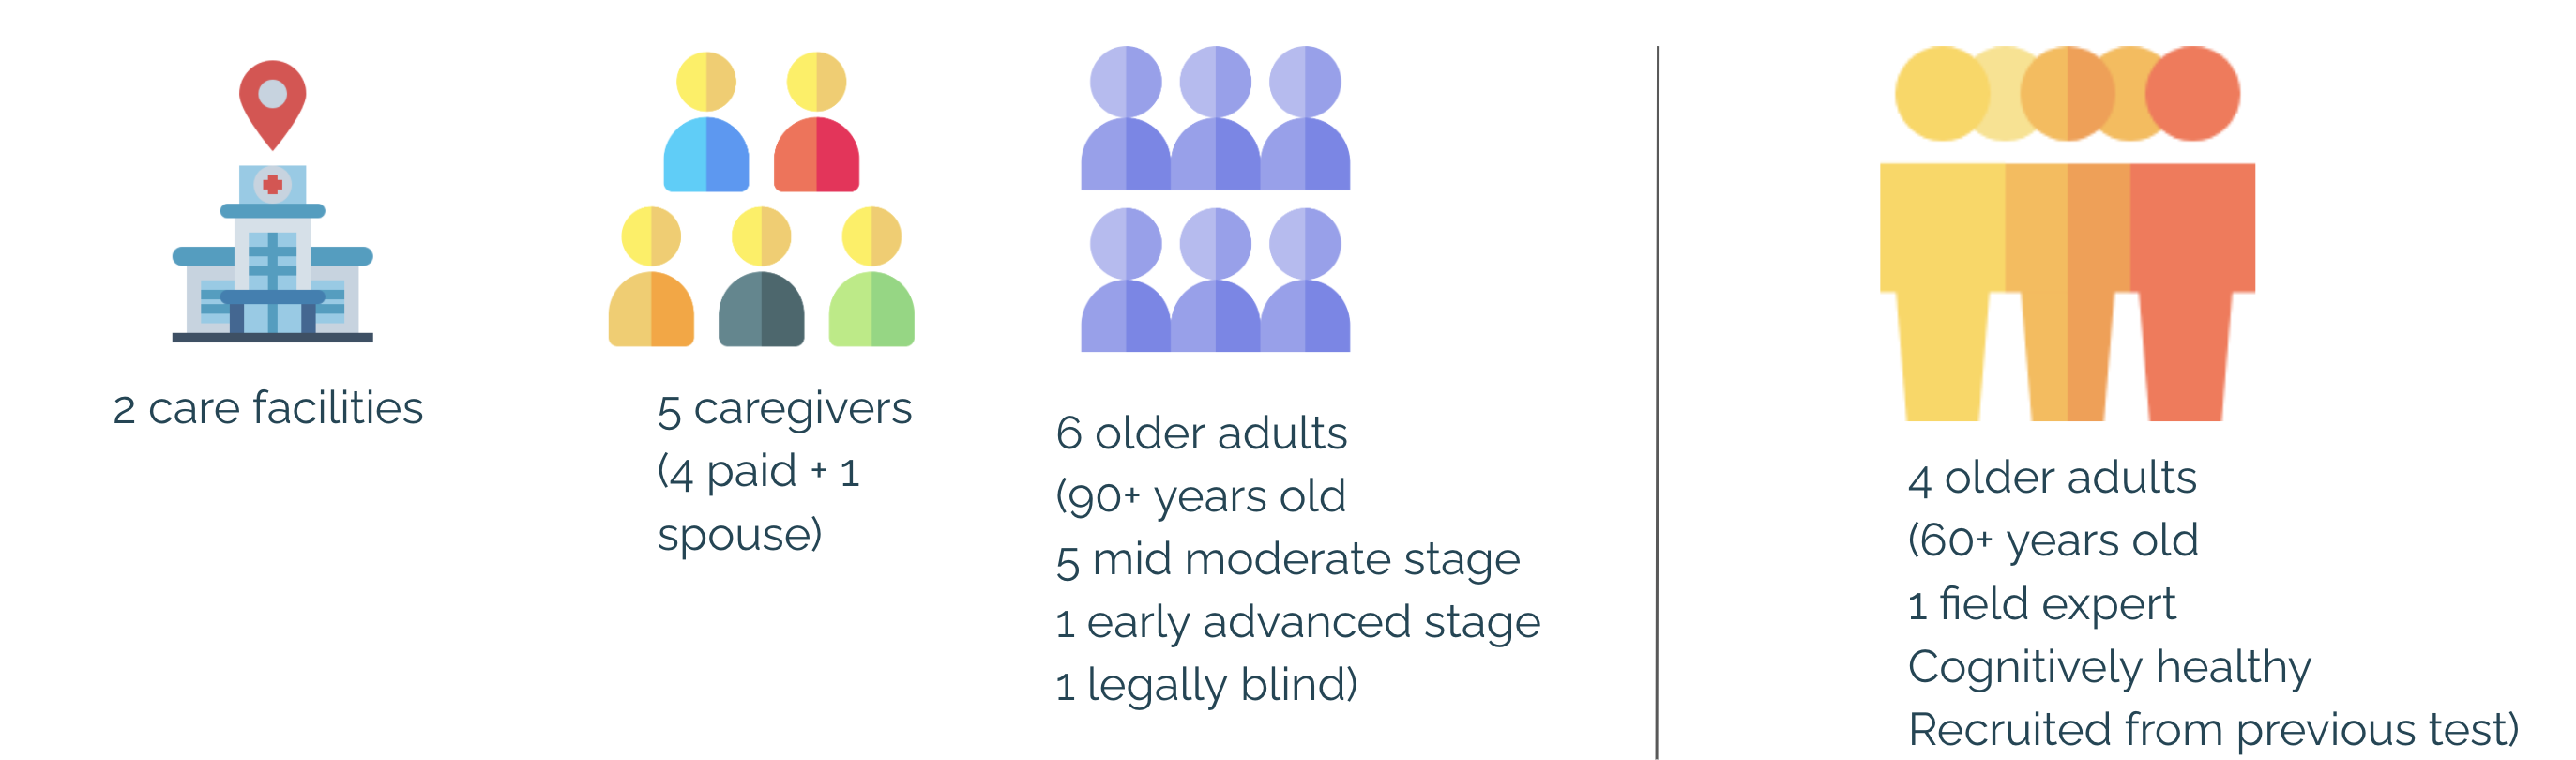 2 care facilities
5 caregivers
(4 paid + 1
spouse)
6 older adults
(90+ years old
5 mid moderate stage
1 early advanced stage
1 legally blind)
4 older adults
(60+ years old
1 field expert
Cognitively healthy
Recruited from previous test)